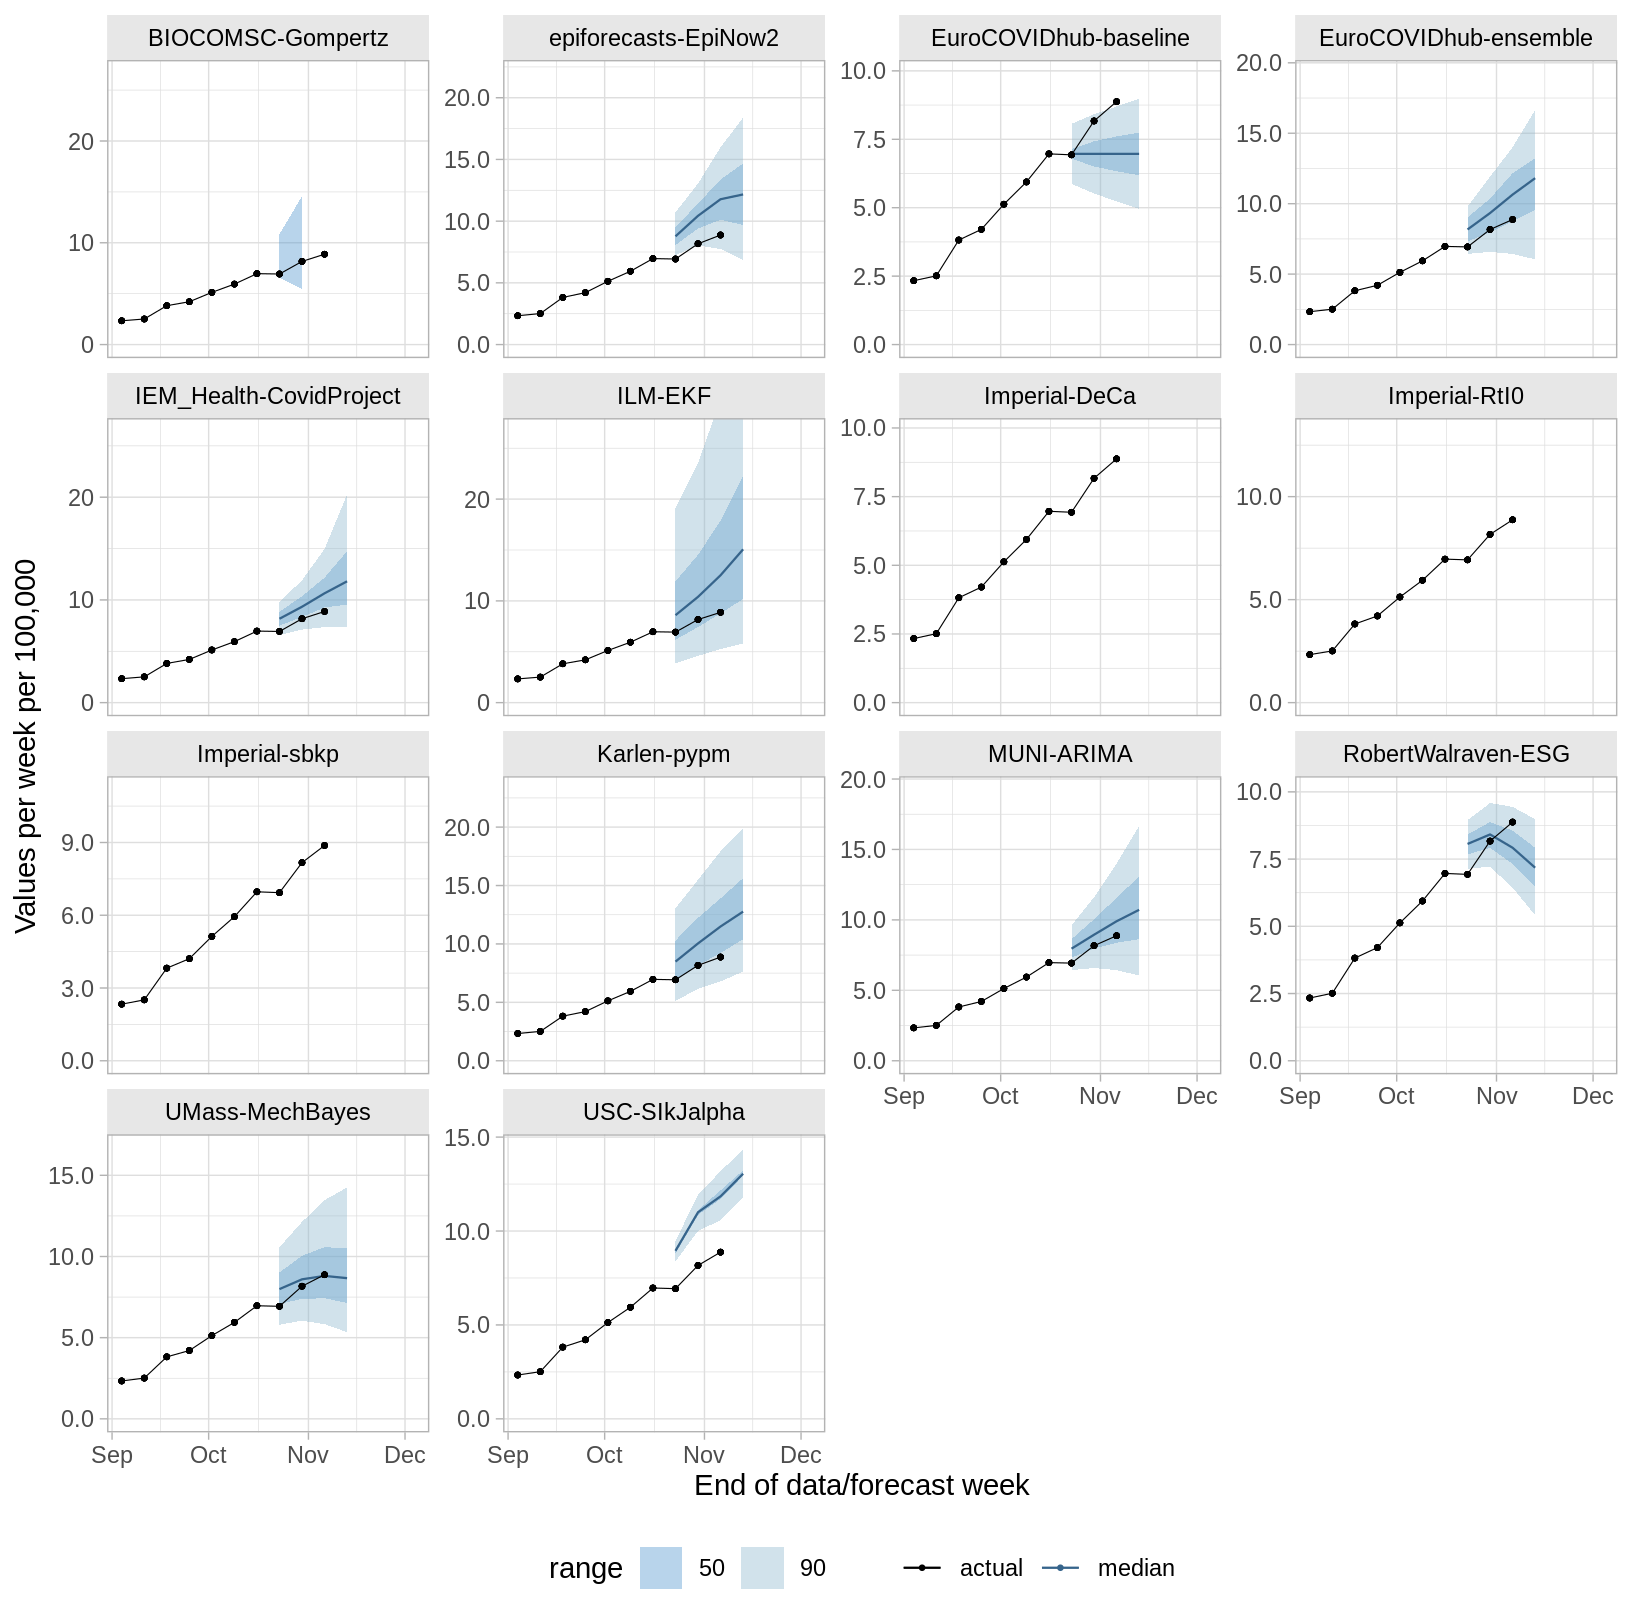 BIOCOMSC-Gompertz epiforecasts-EpiNow2 EuroCOVIDhub-baseline EuroCOVIDhub-ensemble
20 10 0
20.0 15.0 10.0 5.0 0.0
10.0 7.5 5.0 2.5 0.0
20.0 15.0 10.0 5.0 0.0
IEM_Health-CovidProject ILM-EKF Imperial-DeCa Imperial-RtI0
20 10 0
20 10 0
10.0 7.5 5.0 2.5 0.0
10.0 5.0 0.0
Values per week per 100,000
Imperial-sbkp Karlen-pypm MUNI-ARIMA RobertWalraven-ESG
9.0 6.0 3.0 0.0
20.0 15.0 10.0 5.0 0.0
20.0 15.0 10.0 5.0 0.0
10.0 7.5 5.0 2.5 0.0
Sep Oct Nov Dec Sep Oct Nov Dec
UMass-MechBayes USC-SIkJalpha
15.0 10.0 5.0 0.0
15.0 10.0 5.0 0.0
Sep Oct Nov Dec Sep Oct Nov Dec
End of data/forecast week
range 50 90 actual median